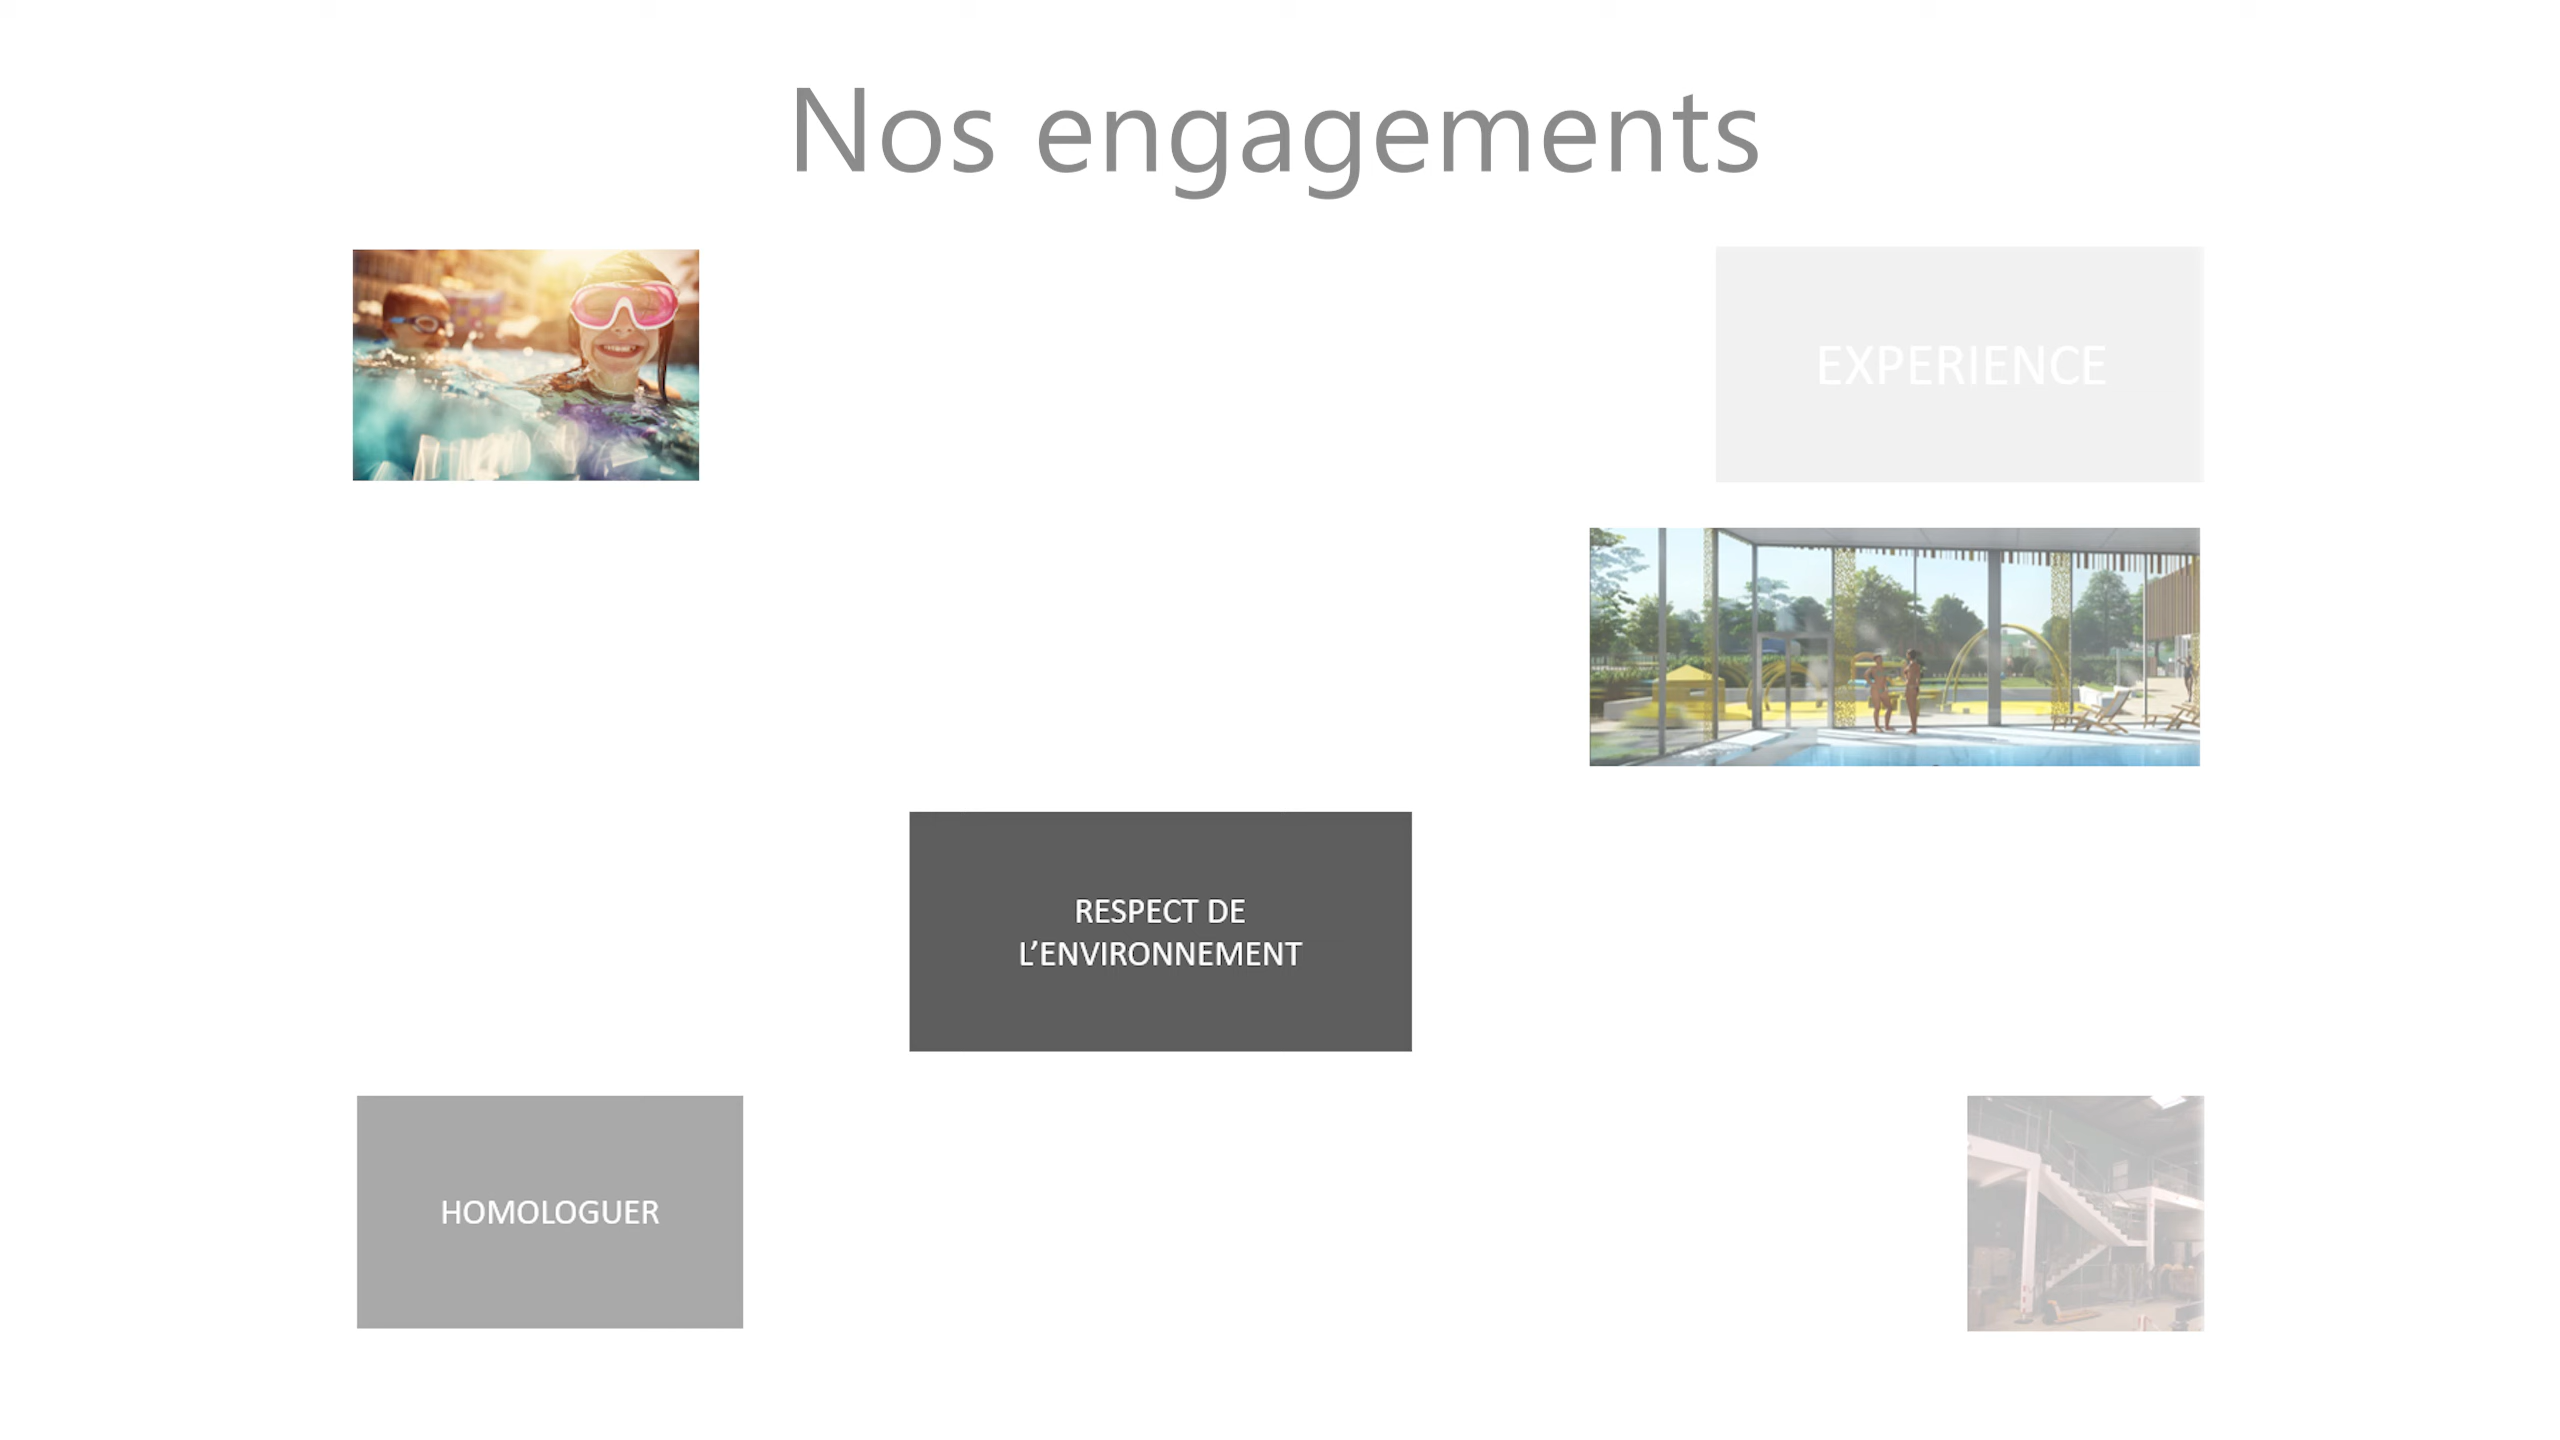 Nos engagements
EXPERIENCE
RESPECT DE
L’ENVIRONNEMENT
HOMOLOGUER